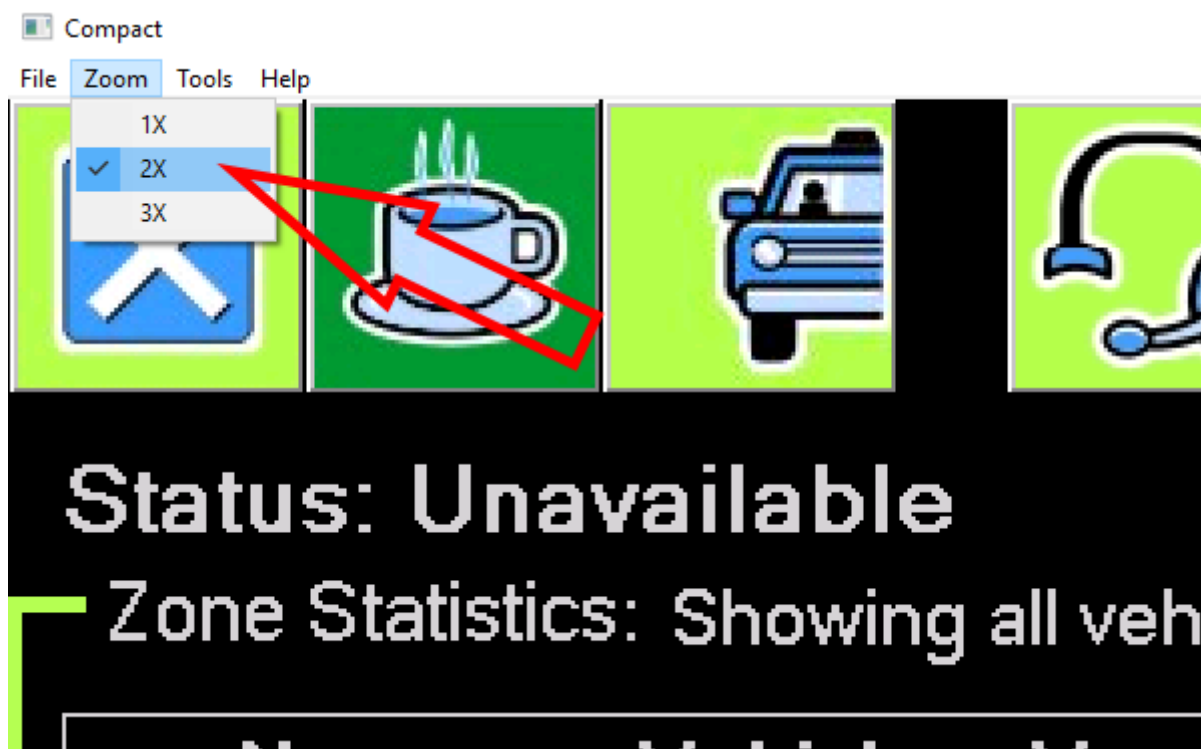 Compact
File Zoom Tools Help
1X
2X
3X
Status: Unavailable
Zone Statistics: Showing all veh